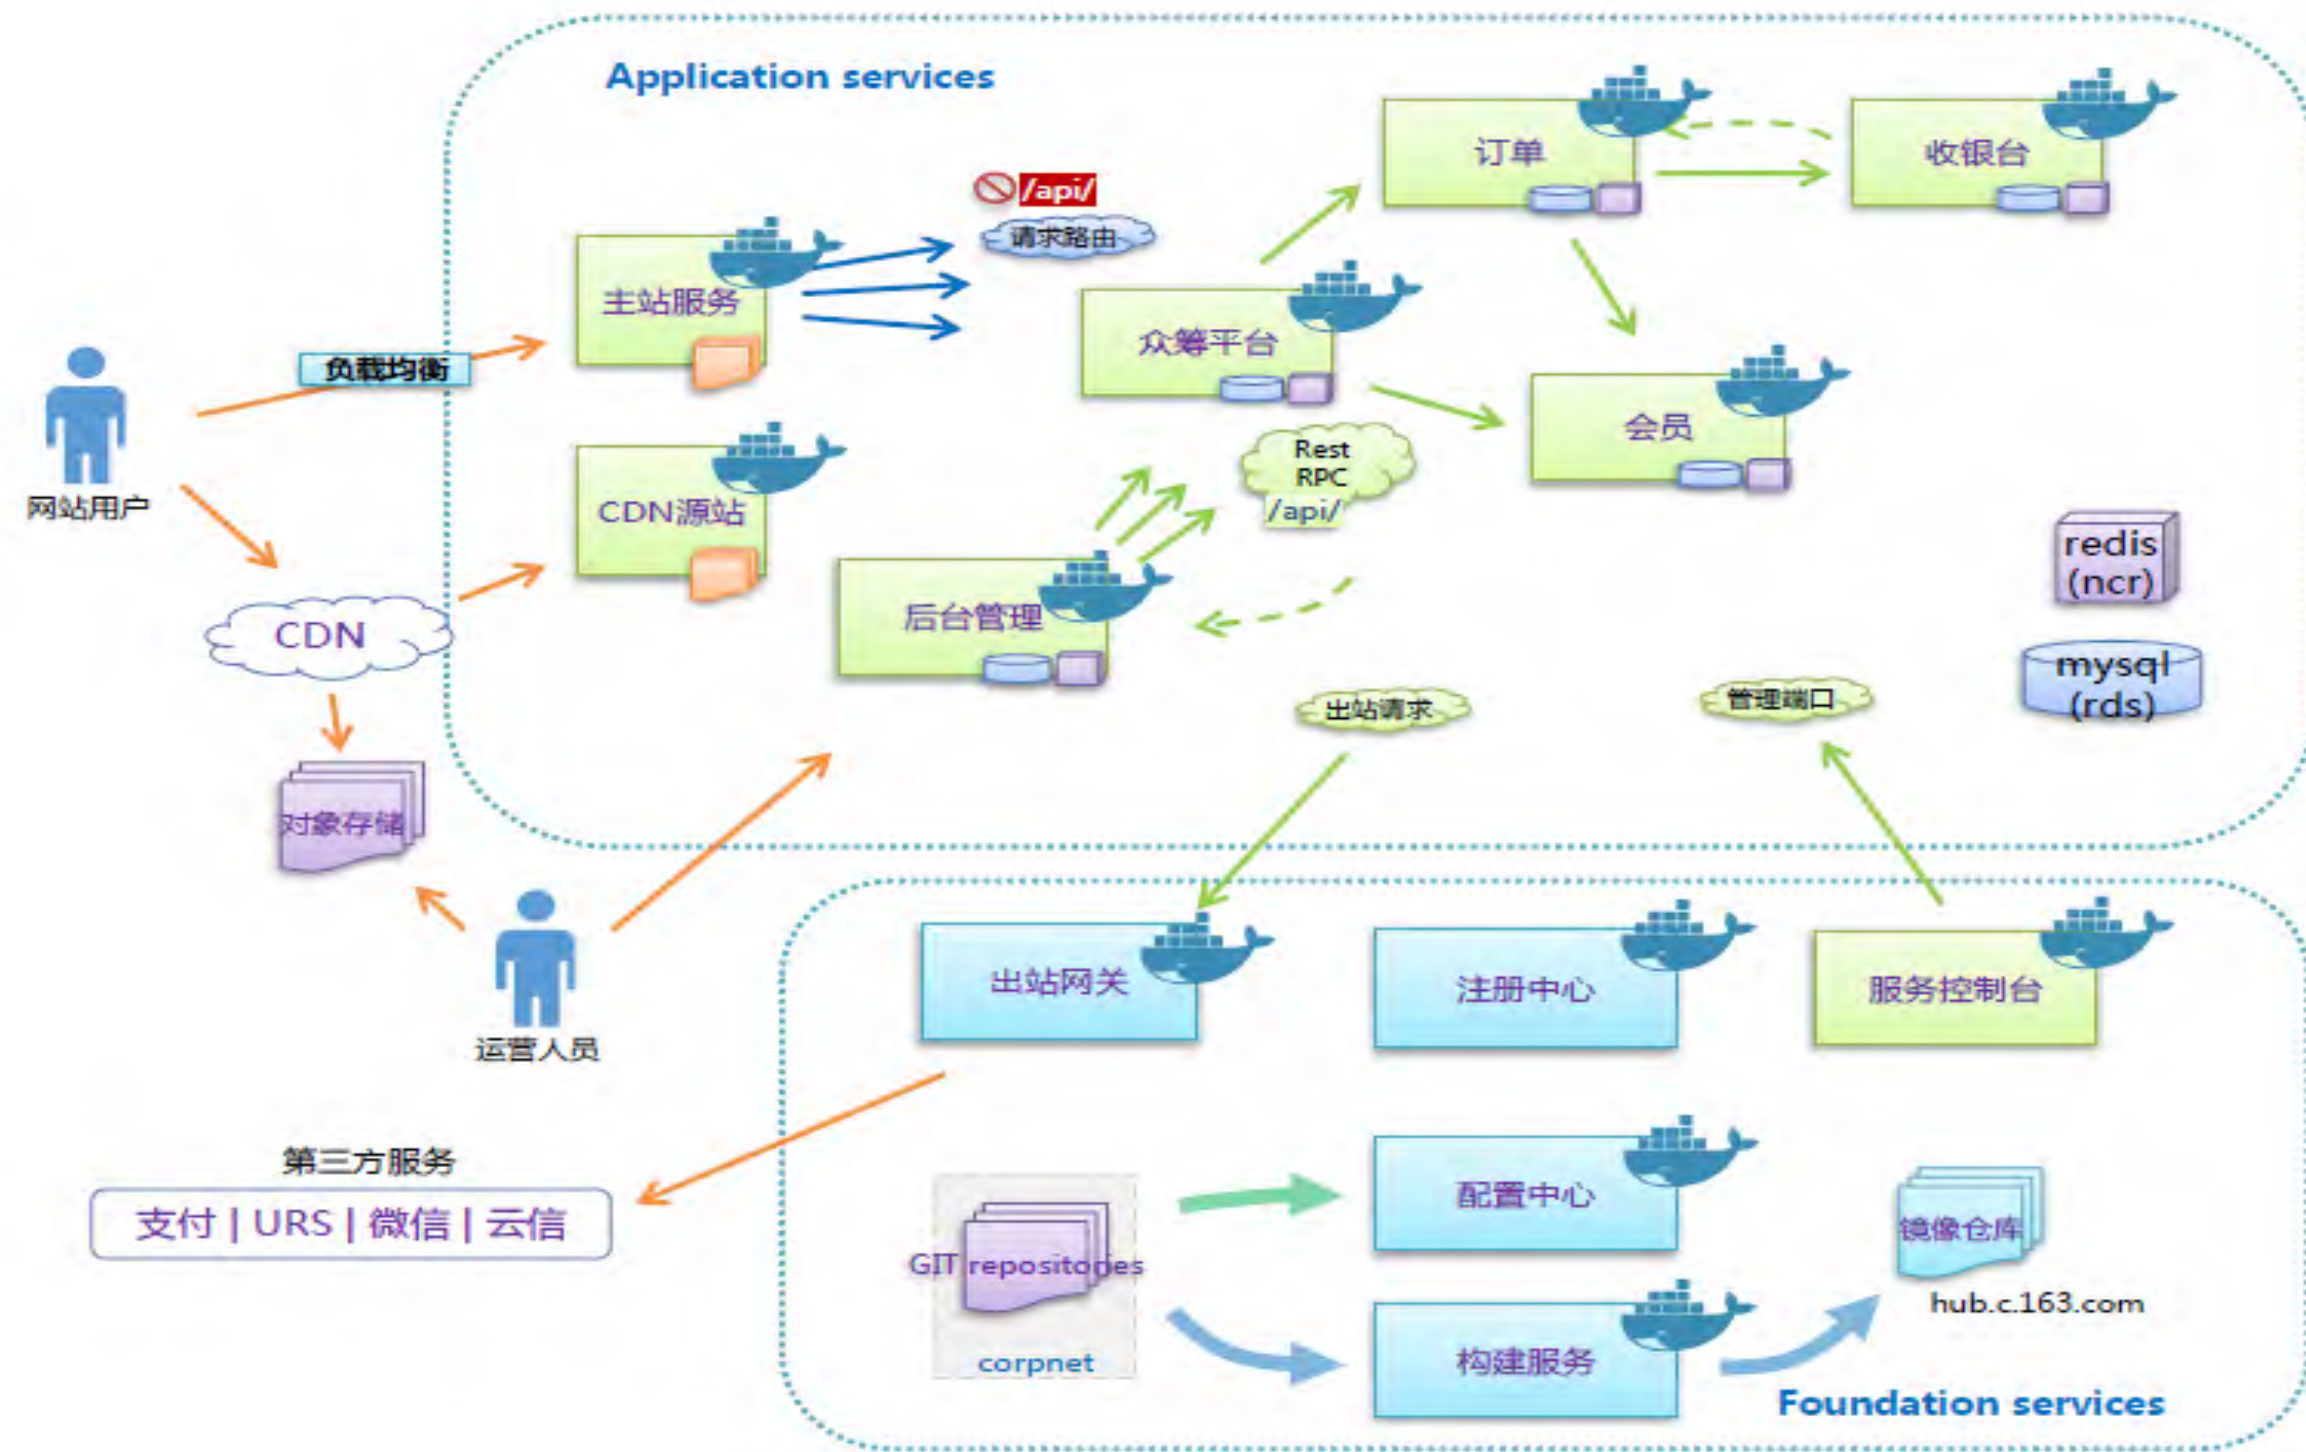 Application services
订单
收银台
/api/
请求路由
主站服务
众筹平台
负载均衡
会员
Rest
RPC
/api/
网站用户
CDN源站
redis
(ncr)
CDN
后台管理
mysql
(rds)
出站请求
管理端口
对象存储
出站网关
注册中心
服务控制台
运营人员
第三方服务
支付 | URS | 微信 | 云信
配置中心
镜像仓库
GIT repositories
hub.c.163.com
corpnet
构建服务
Foundation services